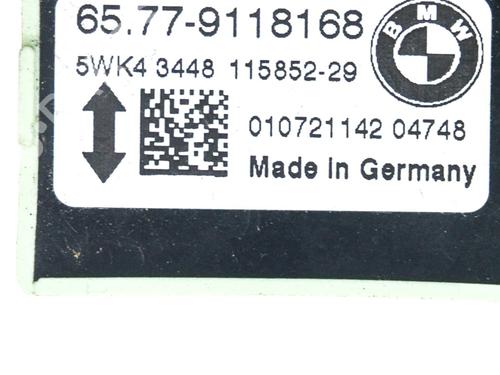 65.77-9118168
BMW
5WK4 3448 115852-29
010721142 04748
Made in Germany